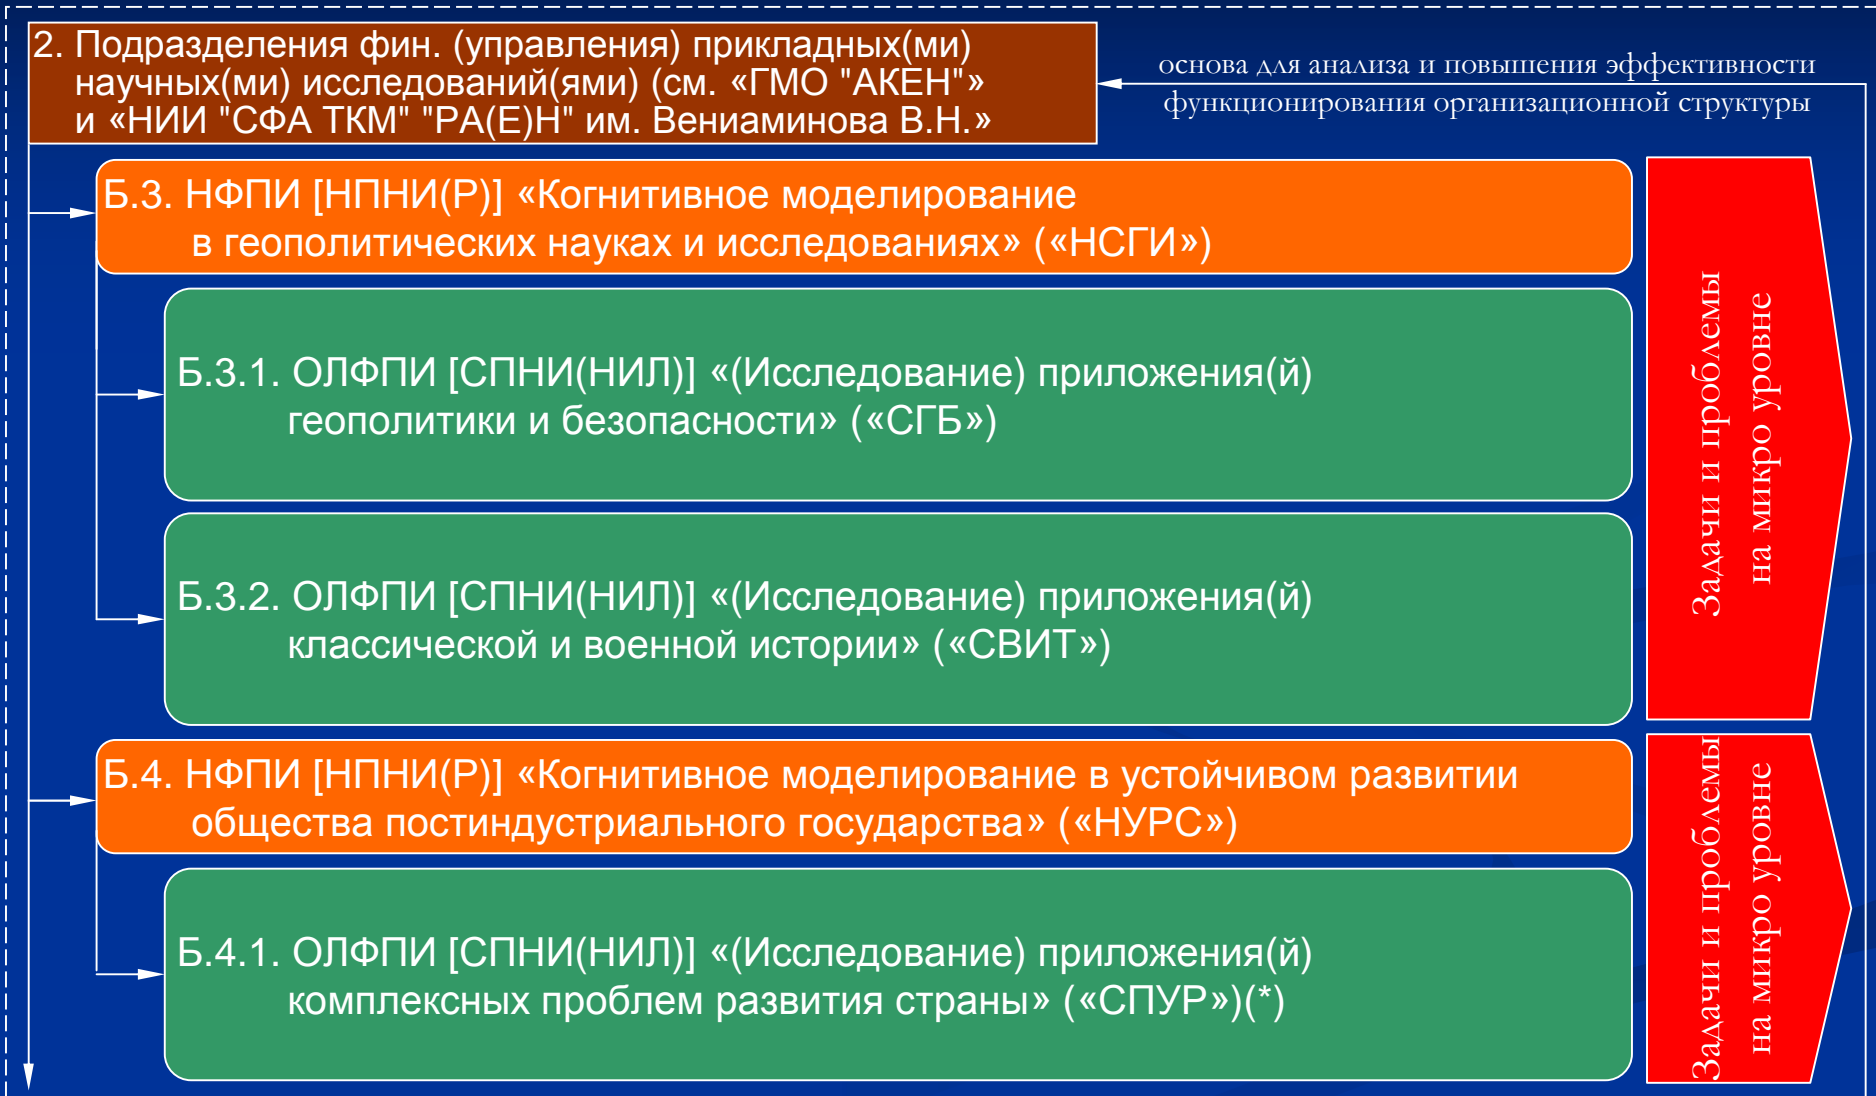 2. Подразделения фин. (управления) прикладных(ми)
научных(ми) исследований(ями) (см. «ГМО "АКЕН"»
и «НИИ "СФА ТКМ" "РА(Е)Н" им. Вениаминова В.Н.»
основа для анализа и повышения эффективности
функционирования организационной структуры
Б.3. НФПИ [НПНИ(Р)] «Когнитивное моделирование
в геополитических науках и исследованиях» («НСГИ»)
Б.3.1. ОЛФПИ [СПНИ(НИЛ)] «(Исследование) приложения(й)
геополитики и безопасности» («СГБ»)
Б.3.2. ОЛФПИ [СПНИ(НИЛ)] «(Исследование) приложения(й)
классической и военной истории» («СВИТ»)
Задачи и проблемы
на микро уровне
Б.4. НФПИ [НПНИ(Р)] «Когнитивное моделирование в устойчивом развитии
общества постиндустриального государства» («НУРС»)
Б.4.1. ОЛФПИ [СПНИ(НИЛ)] «(Исследование) приложения(й)
комплексных проблем развития страны» («СПУР»)(*)
Задачи и проблемы
на микро уровне